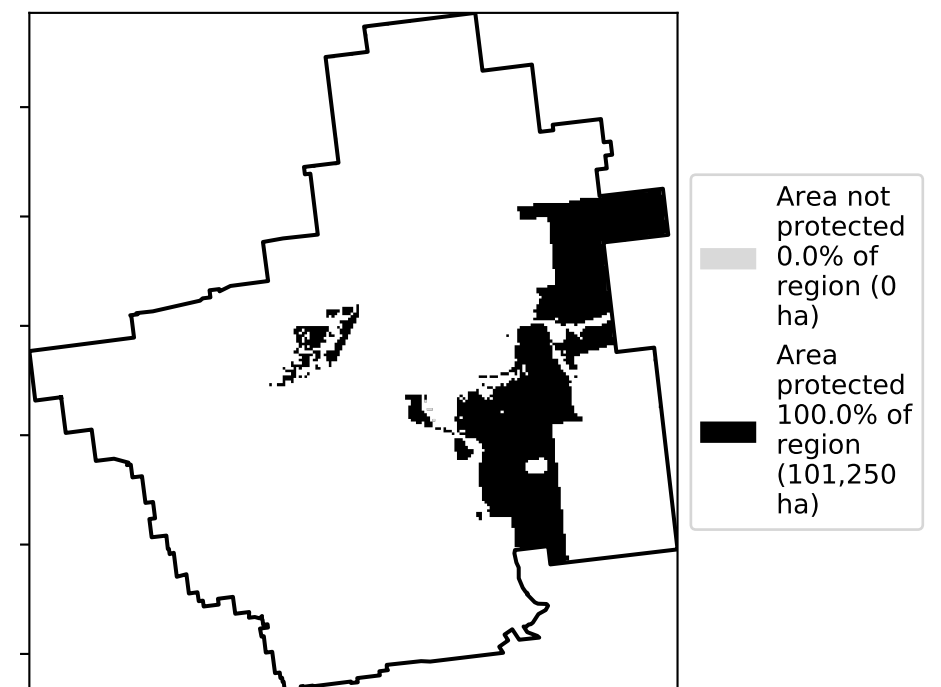 Area not
protected
0.0% of
region (0
ha)
Area
protected
100.0% of
region
(101,250
ha)